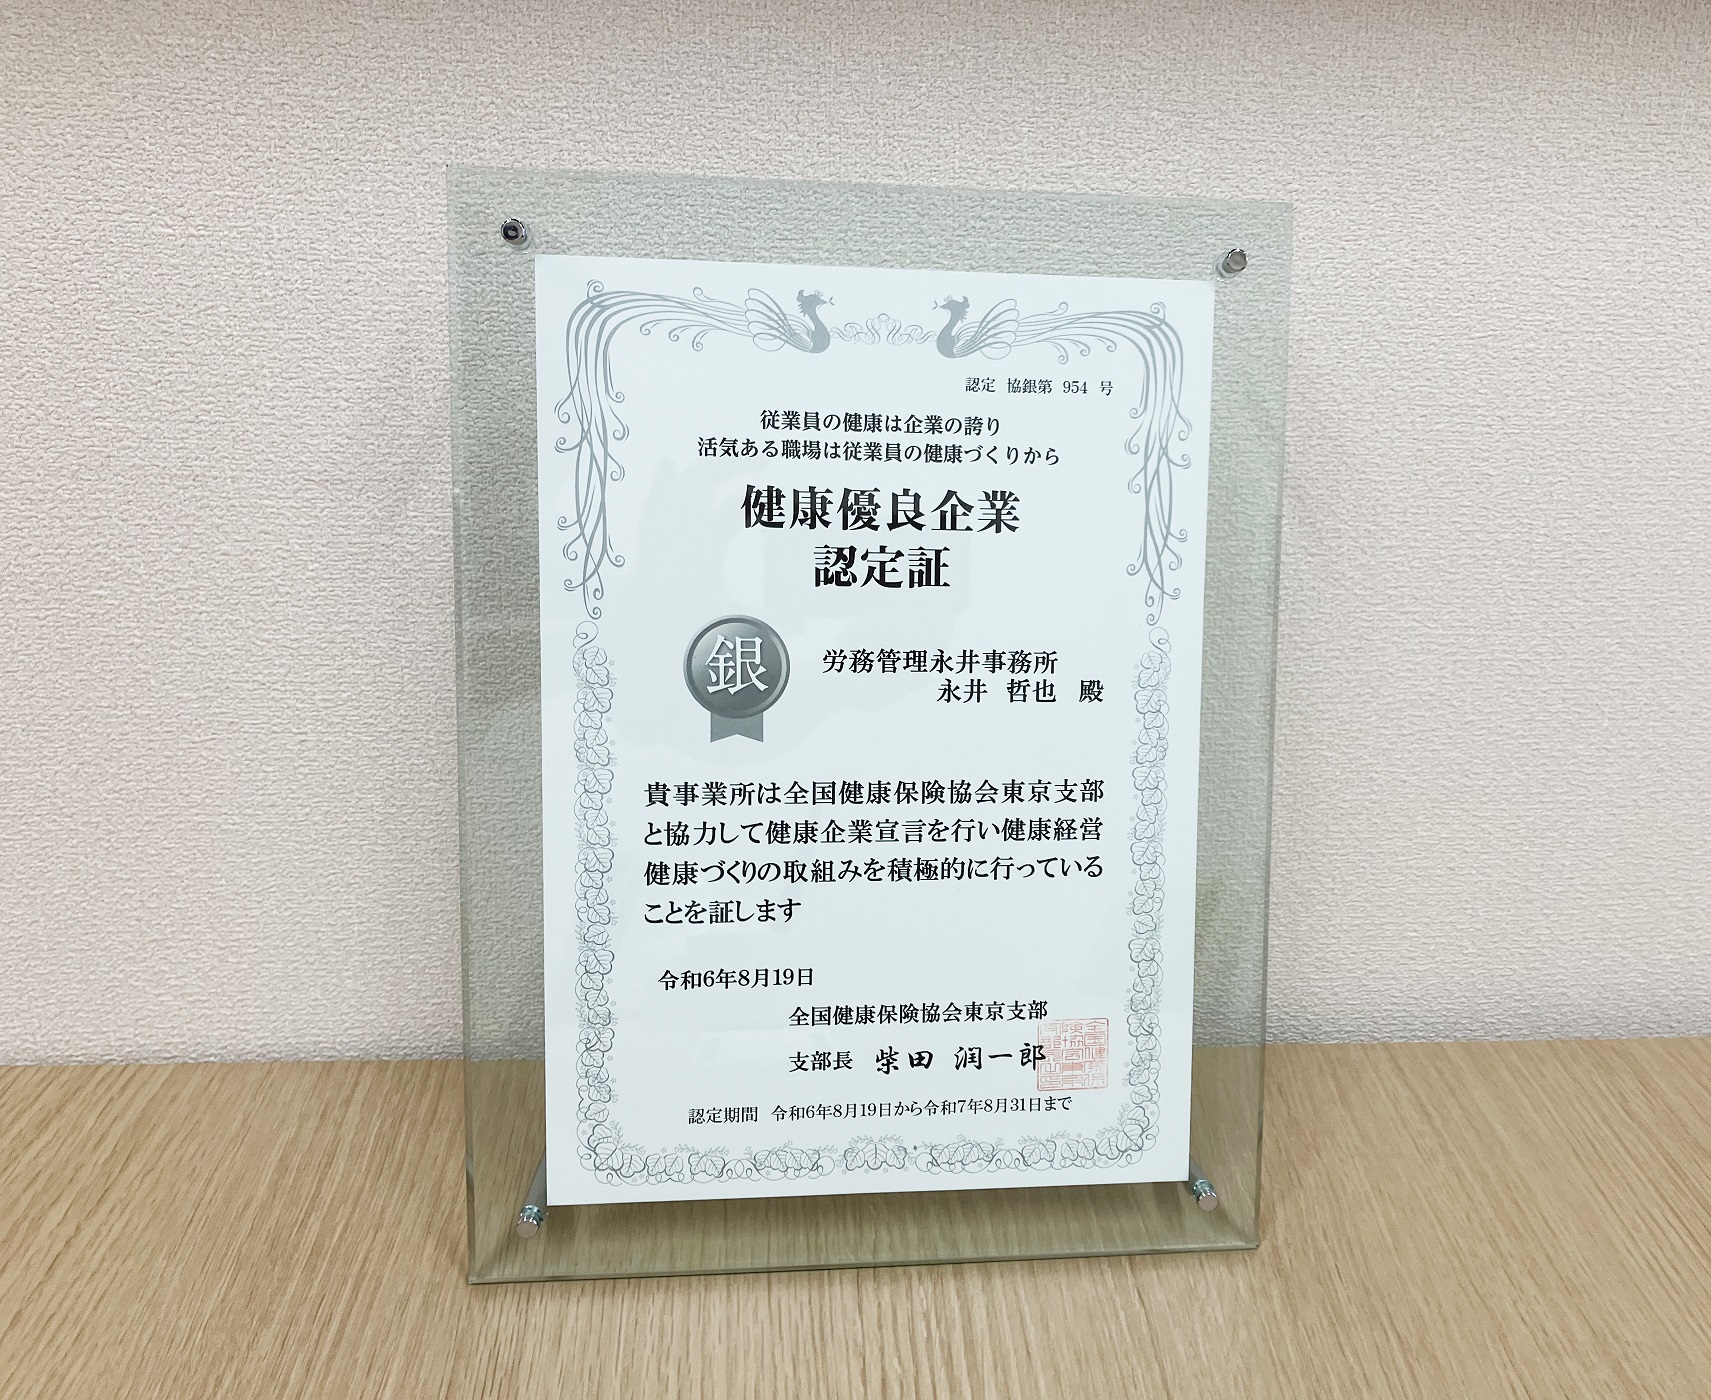 認定 協銀第 954 号
従業員の健康は企業の誇り
活気ある職場は従業員の健康づくりから
健康優良企業
認定証
銀
労務管理永井事務所
永井 哲也 殿
貴事業所は全国健康保険協会東京支部
と協力して健康企業宣言を行い健康経営
健康づくりの取組みを積極的に行っている
ことを証します
令和6年8月19日
全国健康保険協会東京支部
支部長 柴田 潤一郎
認定期間 令和6年8月19日から令和7年8月31日まで